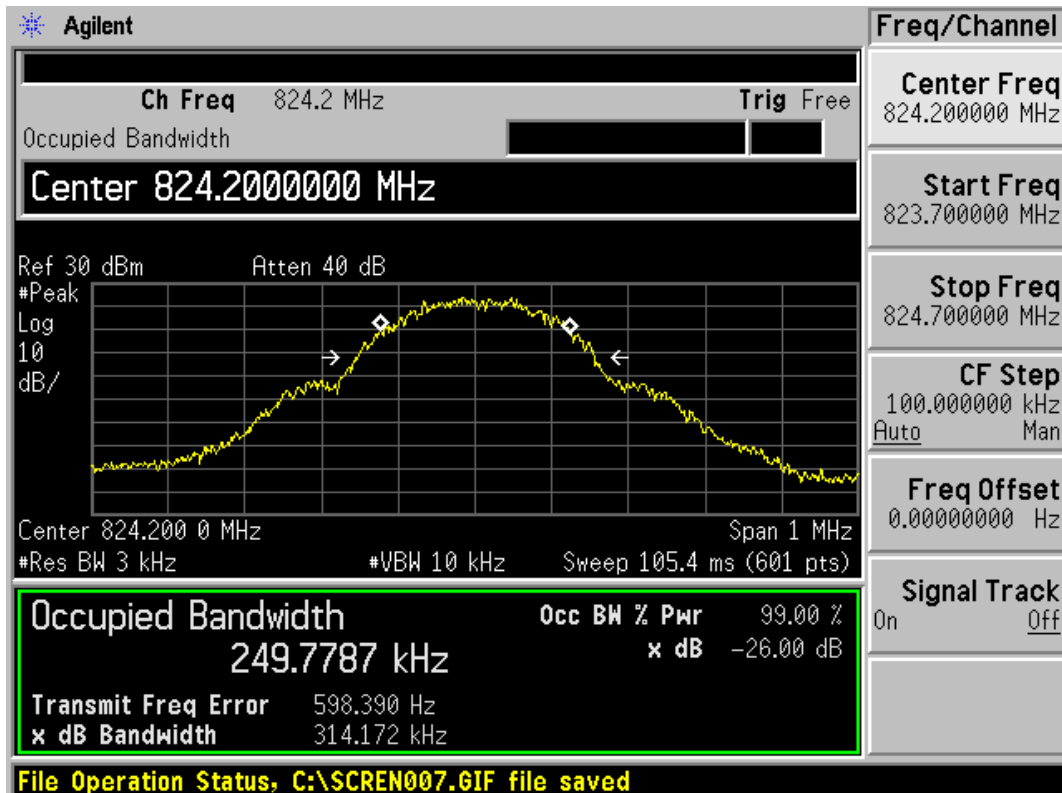 Agilent
Freq/Channel
Ch Freq 824.2 MHz Trig Free
Occupied Bandwidth
Center 824.2000000 MHz
Center Freq
824.200000 MHz
Start Freq
823.700000 MHz
Stop Freq
824.700000 MHz
CF Step
100.000000 kHz
Auto Man
Freq Offset
0.00000000 Hz
Signal Track
On Off
Ref 30 dBm Atten 40 dB
#Peak
Log
10
dB/
Center 824.200 0 MHz Span 1 MHz
#Res BW 3 kHz #VBW 10 kHz Sweep 105.4 ms (601 pts)
Occupied Bandwidth Occ BW % Pwr 99.00 %
249.7787 kHz x dB -26.00 dB
Transmit Freq Error 598.390 Hz
x dB Bandwidth 314.172 kHz
File Operation Status, C:\SCREN007.GIF file saved